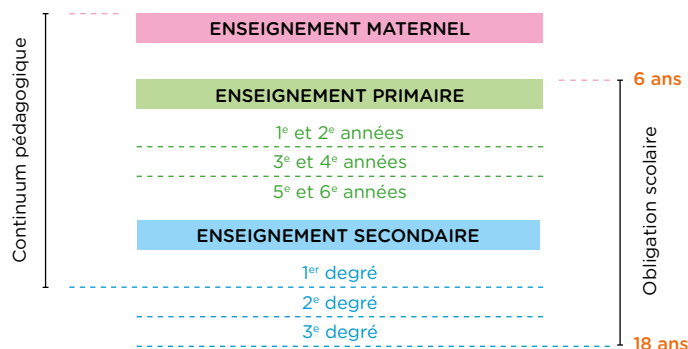 ENSEIGNEMENT MATERNEL
6 ans
ENSEIGNEMENT PRIMAIRE
1e et 2e années
3e et 4e années
5e et 6e années
Continuum pédagogique
Obligation scolaire
ENSEIGNEMENT SECONDAIRE
1er degré
2e degré
3e degré
18 ans